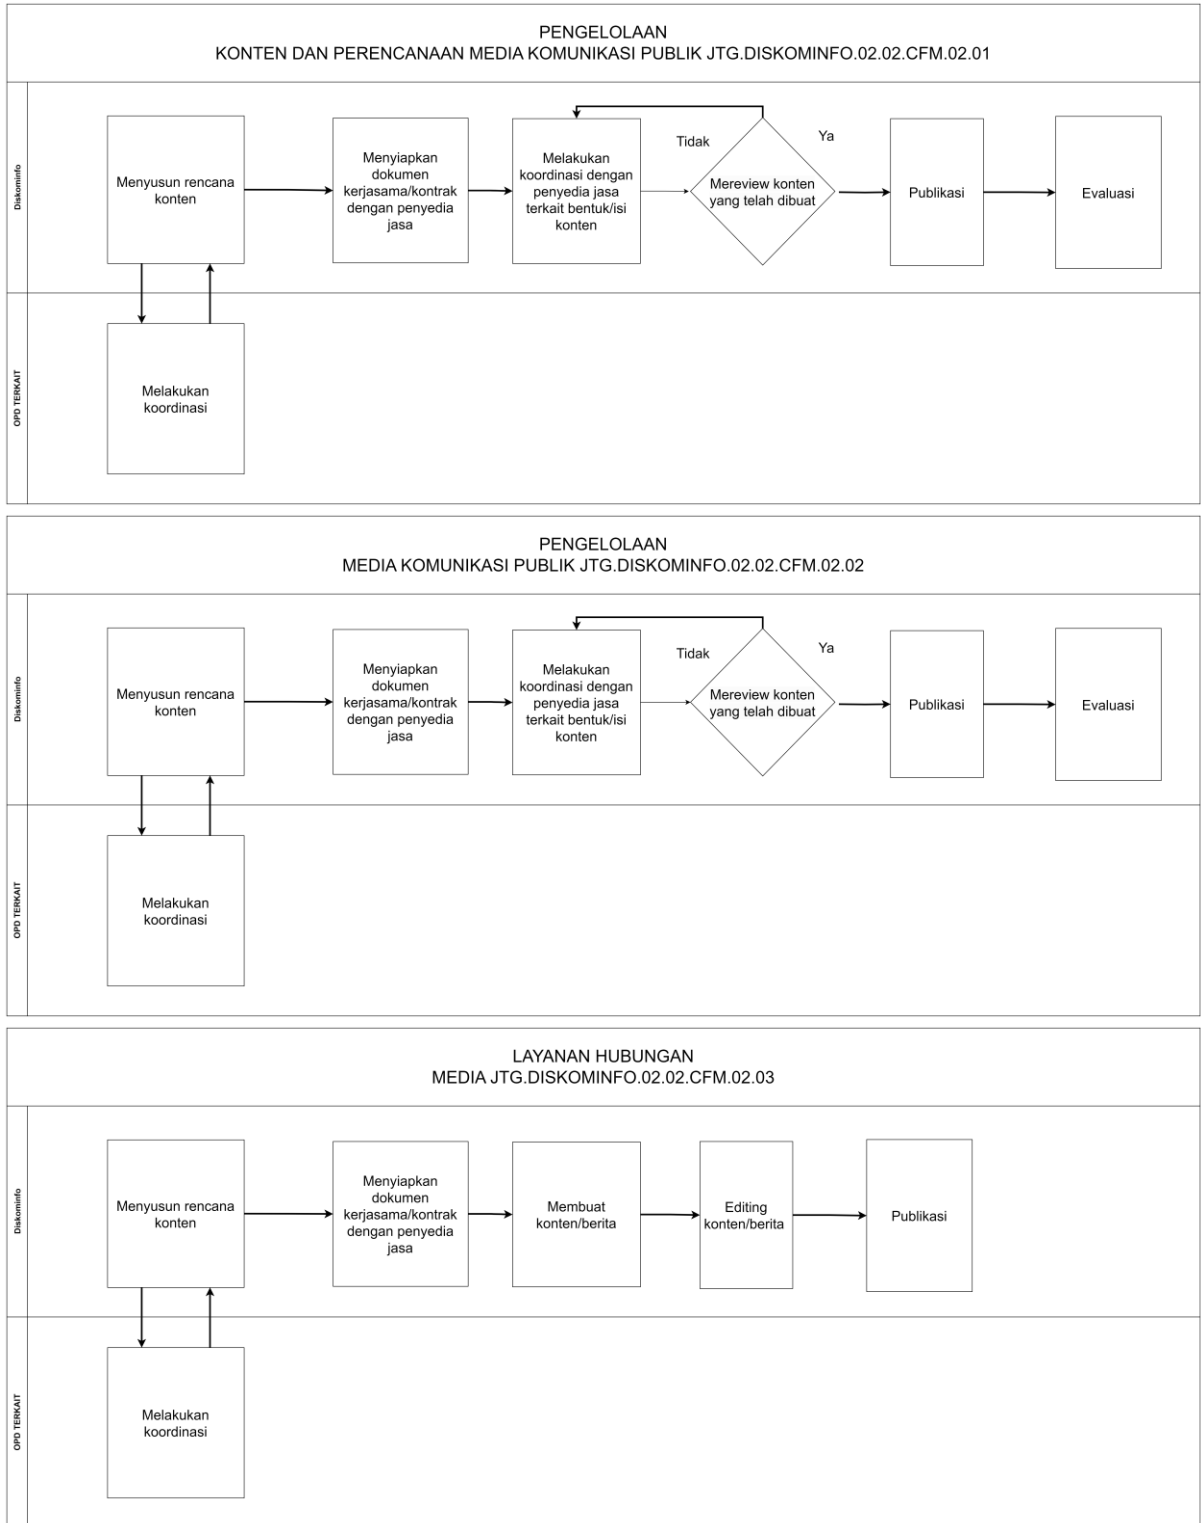 PENGELOLAAN
KONTEN DAN PERENCANAAN MEDIA KOMUNIKASI PUBLIK JTG.DISKOMINFO.02.02.CFM.02.01
Diskominfo
Menyusun rencana
konten
Menyiapkan
dokumen
kerjasama/kontrak
dengan penyedia
jasa
Melakukan
koordinasi dengan
penyedia jasa
terkait bentuk/isi
konten
Tidak
Mereview konten
yang telah dibuat
Ya
Publikasi
Evaluasi
OPD TERKAIT
Melakukan
koordinasi
PENGELOLAAN
MEDIA KOMUNIKASI PUBLIK JTG.DISKOMINFO.02.02.CFM.02.02
Diskominfo
Menyusun rencana
konten
Menyiapkan
dokumen
kerjasama/kontrak
dengan penyedia
jasa
Melakukan
koordinasi dengan
penyedia jasa
terkait bentuk/isi
konten
Tidak
Mereview konten
yang telah dibuat
Ya
Publikasi
Evaluasi
OPD TERKAIT
Melakukan
koordinasi
LAYANAN HUBUNGAN
MEDIA JTG.DISKOMINFO.02.02.CFM.02.03
Diskominfo
Menyusun rencana
konten
Menyiapkan
dokumen
kerjasama/kontrak
dengan penyedia
jasa
Membuat
konten/berita
Editing
konten/berita
Publikasi
OPD TERKAIT
Melakukan
koordinasi